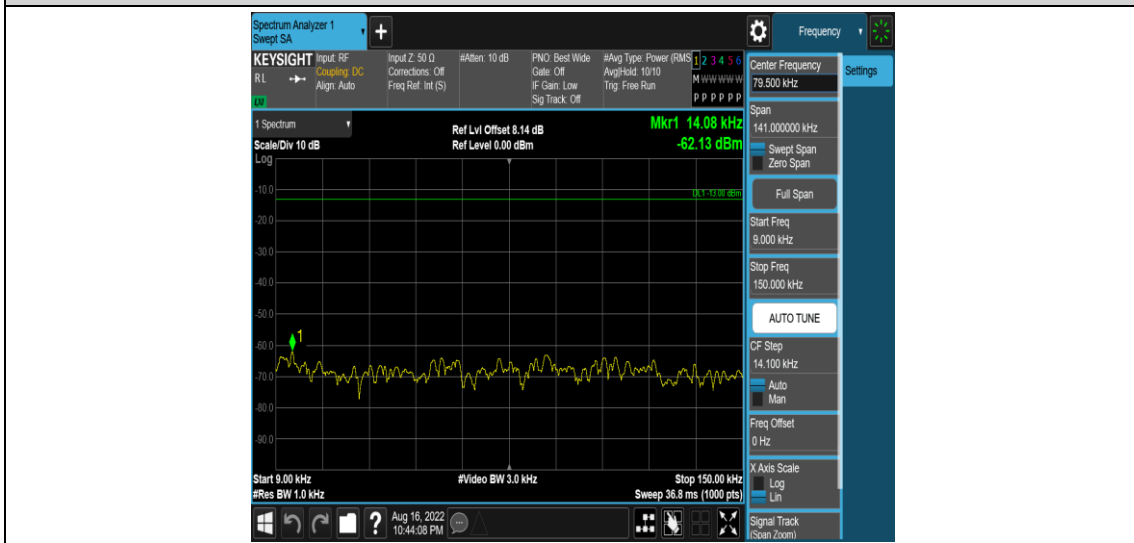 Spectrum Analyzer 1
Swept SA
+
Frequency
KEYSIGHT
RL
LXI
Input: RF
Coupling: DC
Align: Auto
Input Z: 50 Ω
Corrections: Off
Freq Ref: Int (S)
#Atten: 10 dB
PNO: Best Wide
Gate: Off
IF Gain: Low
Sig Track: Off
#Avg Type: Power (RMS
Avg|Hold: 10/10
Trig: Free Run
1 2 3 4 5 6
M W W W W W
P P P P P P
1 Spectrum
Scale/Div 10 dB
Ref Lvl Offset 8.14 dB
Ref Level 0.00 dBm
Mkr1 14.08 kHz
-62.13 dBm
Log
DL1 -13.00 dBm
-10.0
-20.0
-30.0
-40.0
-50.0
-60.0
-70.0
-80.0
-90.0
1
Start 9.00 kHz
#Res BW 1.0 kHz
#Video BW 3.0 kHz
Stop 150.00 kHz
Sweep 36.8 ms (1000 pts)
Center Frequency
79.500 kHz
Settings
Span
141.000000 kHz
Swept Span
Zero Span
Full Span
Start Freq
9.000 kHz
Stop Freq
150.000 kHz
AUTO TUNE
CF Step
14.100 kHz
Auto
Man
Freq Offset
0 Hz
X Axis Scale
Log
Lin
Signal Track
(Span Zoom)
?
Aug 16, 2022
10:44:08 PM